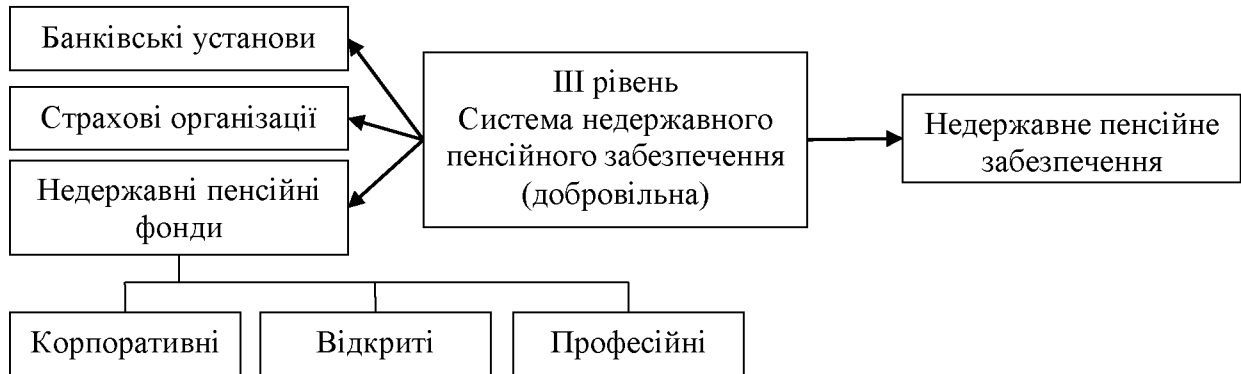 Банківські установи
Страхові організації
Недержавні пенсійні
фонди
ІІІ рівень
Система недержавного
пенсійного забезпечення
(добровільна)
Недержавне пенсійне
забезпечення
Корпоративні
Відкриті
Професійні